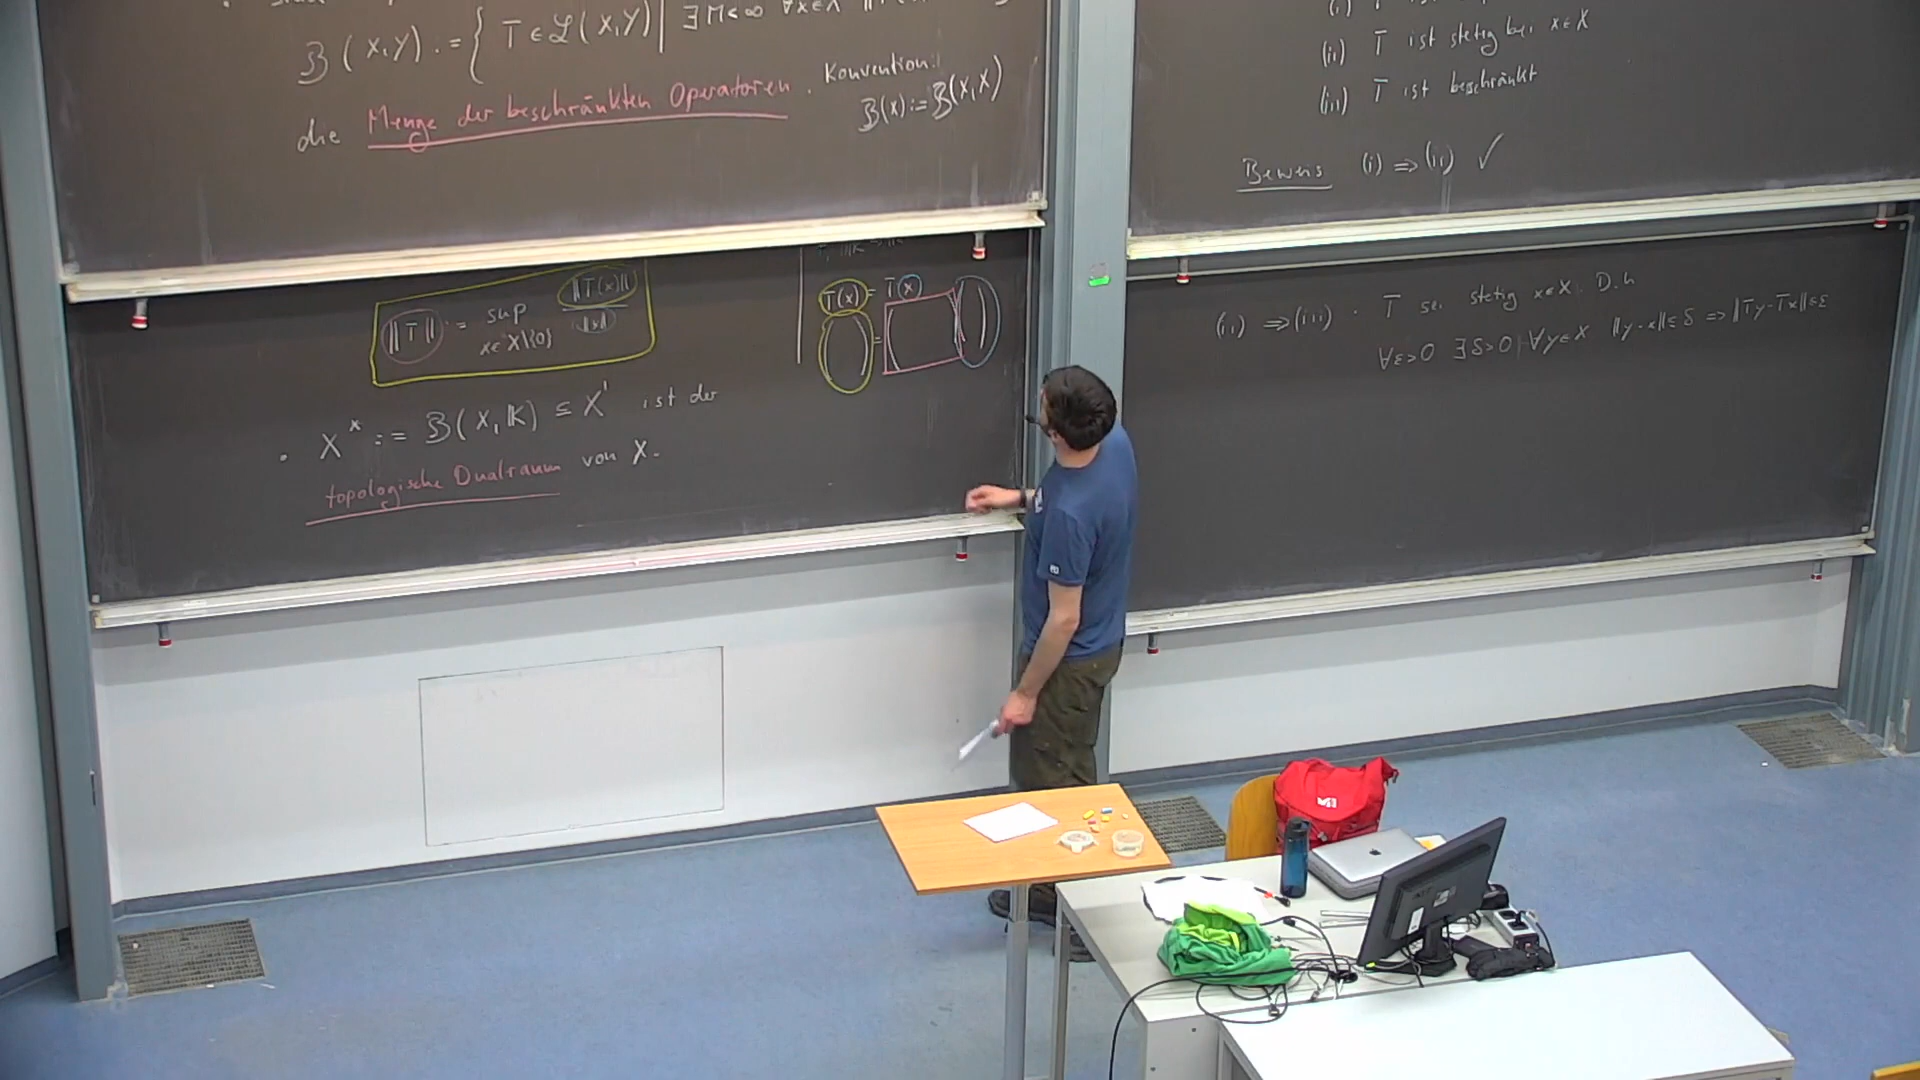 B(X,Y) := { T ∈ L(X,Y) | ∃ M < ∞ ∀ x ∈ X
die Menge der beschränkten Operatoren. Konvention:
B(X) := B(X,X)
‖T‖ := sup x∈X\{0} ‖T(x)‖ / ‖x‖
T(x) = T(x)
( ) = ( ) ( )
• X* := B(X, K) ⊆ X' ist der
topologische Dualraum von X.
(ii) T ist stetig bei x ∈ X
(iii) T ist beschränkt
Beweis (i) ⇒ (ii) ✓
(ii) ⇒ (iii) · T sei stetig x ∈ X. D.h
∀ε>0 ∃δ>0 ∀y∈X ‖y-x‖≤δ ⇒ ‖Ty-Tx‖≤ε